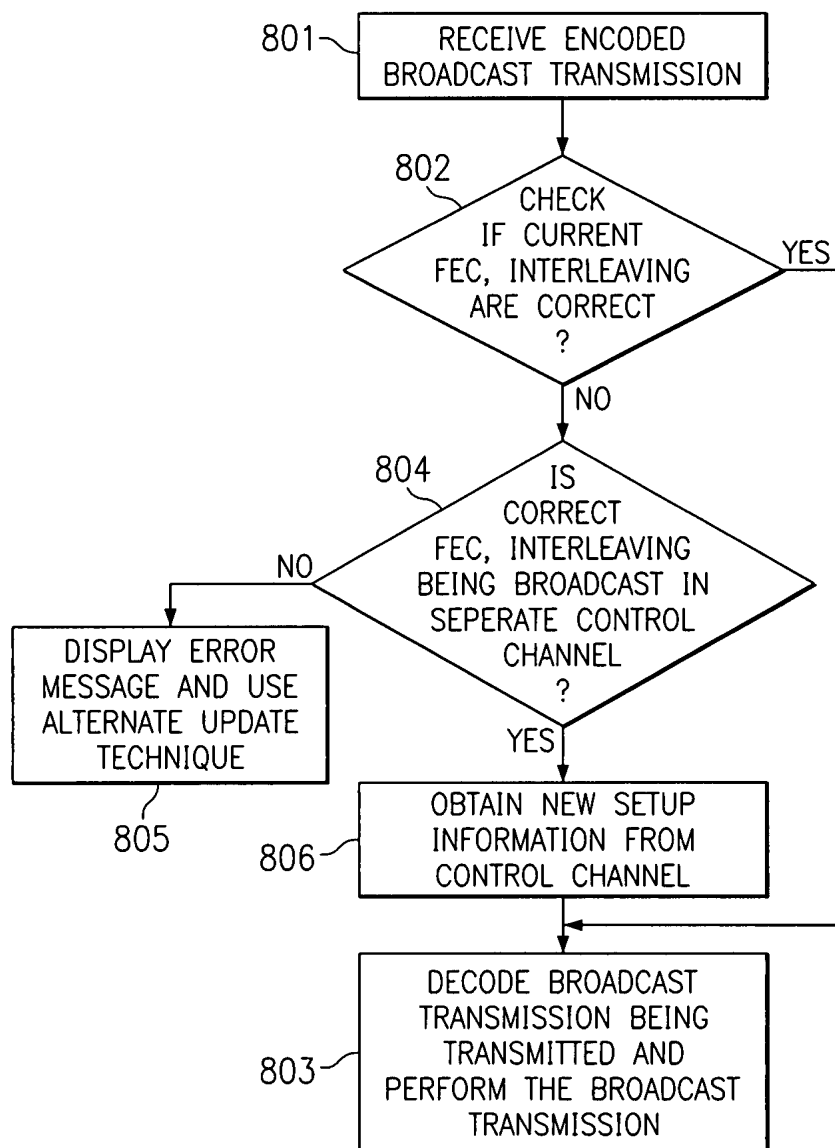 801
RECEIVE ENCODED
BROADCAST TRANSMISSION
802
CHECK
IF CURRENT
FEC, INTERLEAVING
ARE CORRECT
?
YES
NO
804
IS
CORRECT
FEC, INTERLEAVING
BEING BROADCAST IN
SEPERATE CONTROL
CHANNEL
?
NO
DISPLAY ERROR
MESSAGE AND USE
ALTERNATE UPDATE
TECHNIQUE
805
YES
806
OBTAIN NEW SETUP
INFORMATION FROM
CONTROL CHANNEL
803
DECODE BROADCAST
TRANSMISSION BEING
TRANSMITTED AND
PERFORM THE BROADCAST
TRANSMISSION